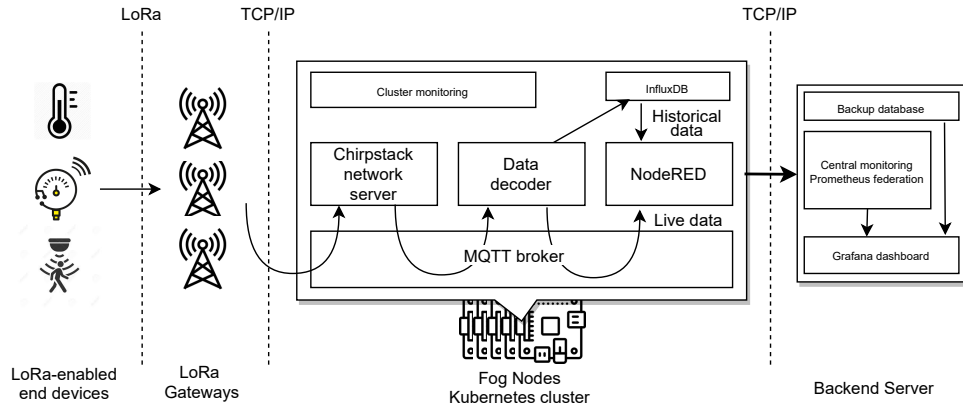 LoRa
TCP/IP
TCP/IP
Cluster monitoring
InfluxDB
Historical
data
Chirpstack
network
server
Data
decoder
NodeRED
Live data
MQTT broker
Backup database
Central monitoring
Prometheus federation
Grafana dashboard
LoRa-enabled
end devices
LoRa
Gateways
Fog Nodes
Kubernetes cluster
Backend Server